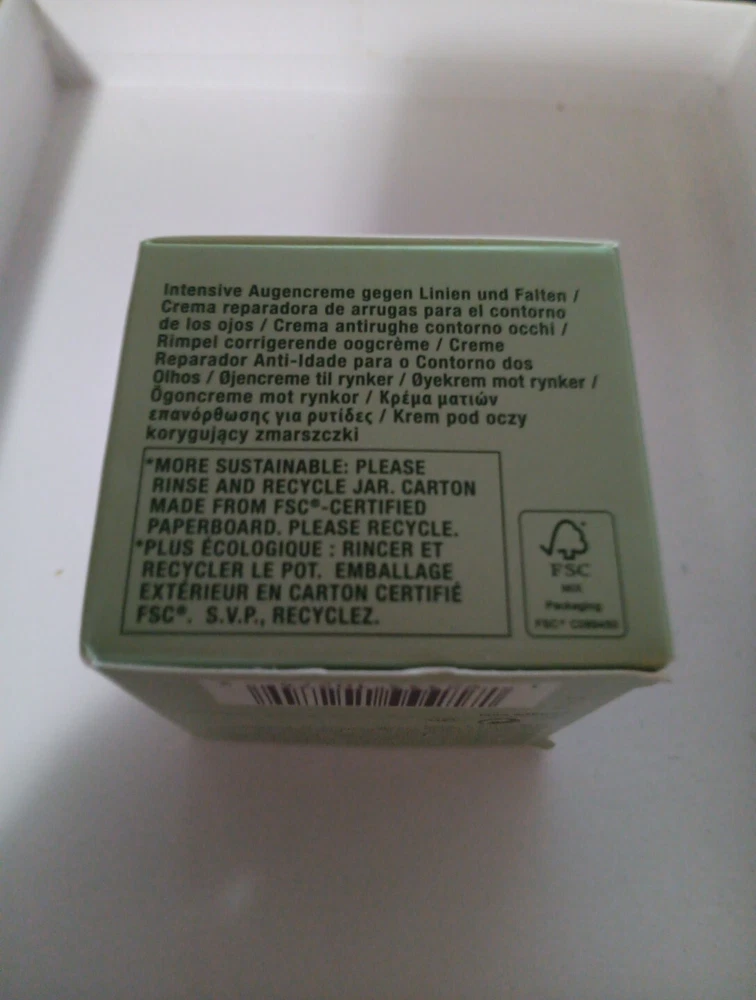 Intensive Augencreme gegen Linien und Falten /
Crema reparadora de arrugas para el contorno
de los ojos / Crema antirughe contorno occhi /
Rimpel corrigerende oogcrème / Creme
Reparador Anti-Idade para o Contorno dos
Olhos / Øjencreme til rynker / Øyekrem mot rynker /
Ögoncreme mot rynkor / Κρέμα ματιών
επανόρθωσης για ρυτίδες / Krem pod oczy
korygujący zmarszczki
*MORE SUSTAINABLE: PLEASE
RINSE AND RECYCLE JAR. CARTON
MADE FROM FSC®-CERTIFIED
PAPERBOARD. PLEASE RECYCLE.
*PLUS ÉCOLOGIQUE : RINCER ET
RECYCLER LE POT. EMBALLAGE
EXTÉRIEUR EN CARTON CERTIFIÉ
FSC®. S.V.P., RECYCLEZ.
FSC
MIX
Packaging
FSC®